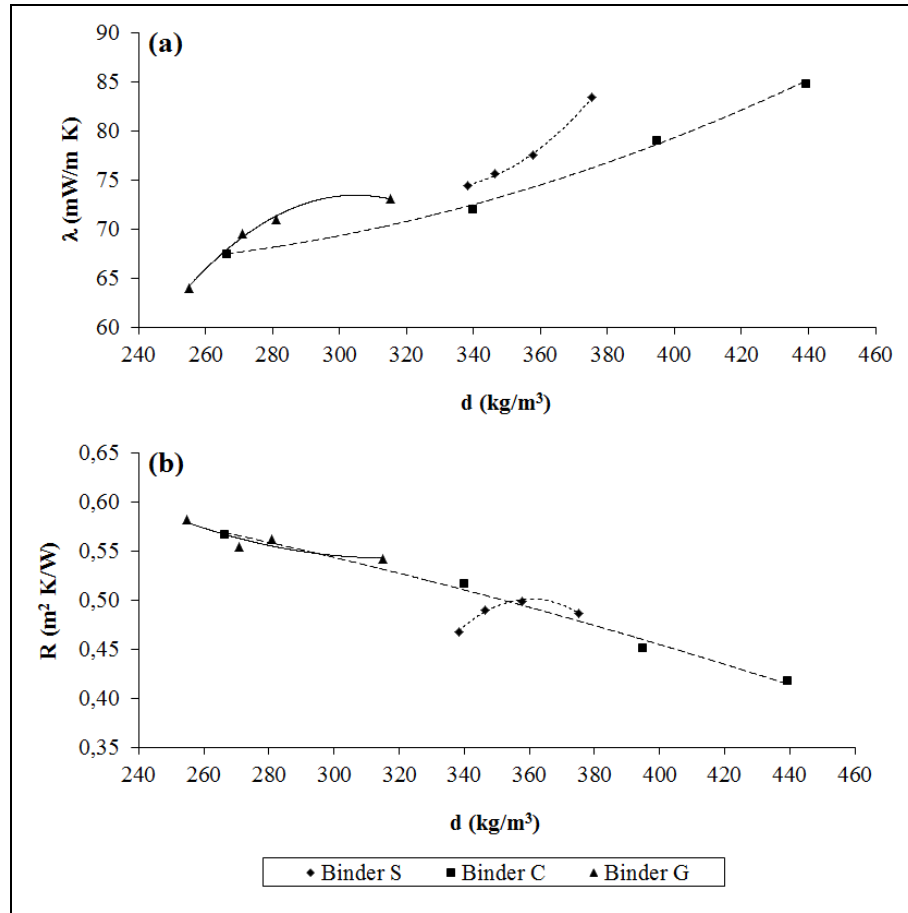 (a)
90
85
80
75
70
65
60
λ (mW/m K)
240 260 280 300 320 340 360 380 400 420 440 460
d (kg/m³)
(b)
0,65
0,60
0,55
0,50
0,45
0,40
0,35
R (m² K/W)
240 260 280 300 320 340 360 380 400 420 440 460
d (kg/m³)
Binder S Binder C Binder G